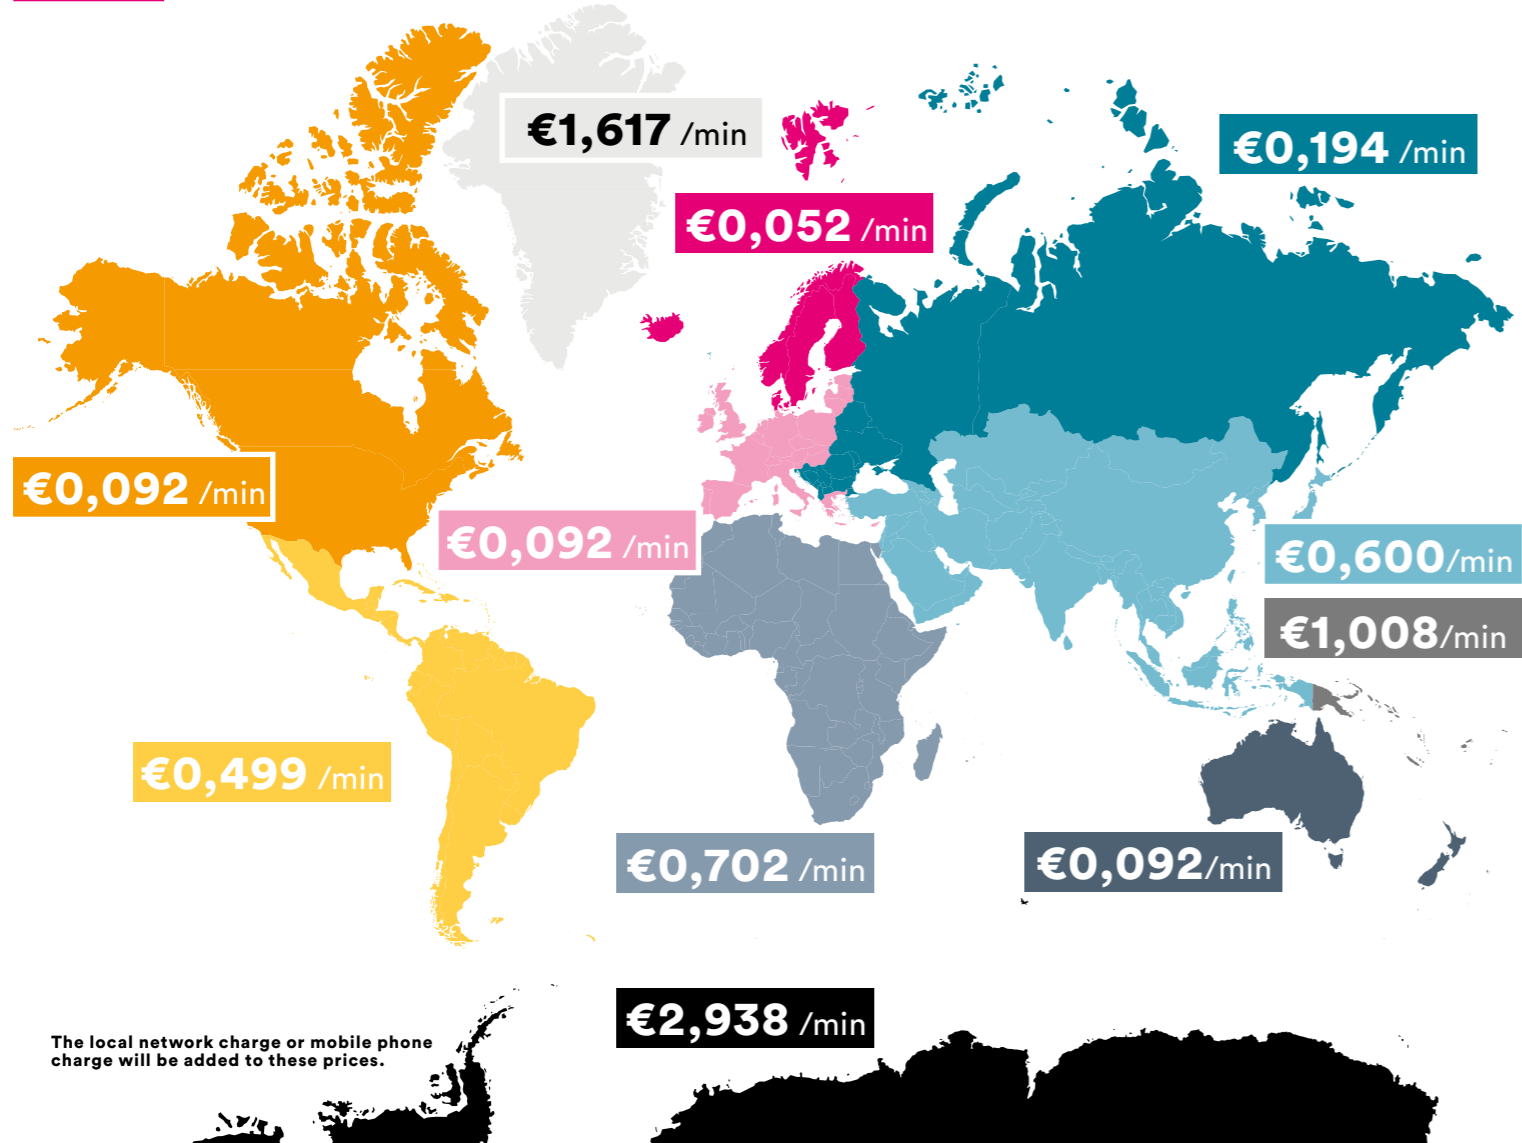 €1,617 /min
€0,194 /min
€0,052 /min
€0,092 /min
€0,092 /min
€0,600/min
€1,008/min
€0,499 /min
€0,702 /min
€0,092/min
€2,938 /min
The local network charge or mobile phone
charge will be added to these prices.